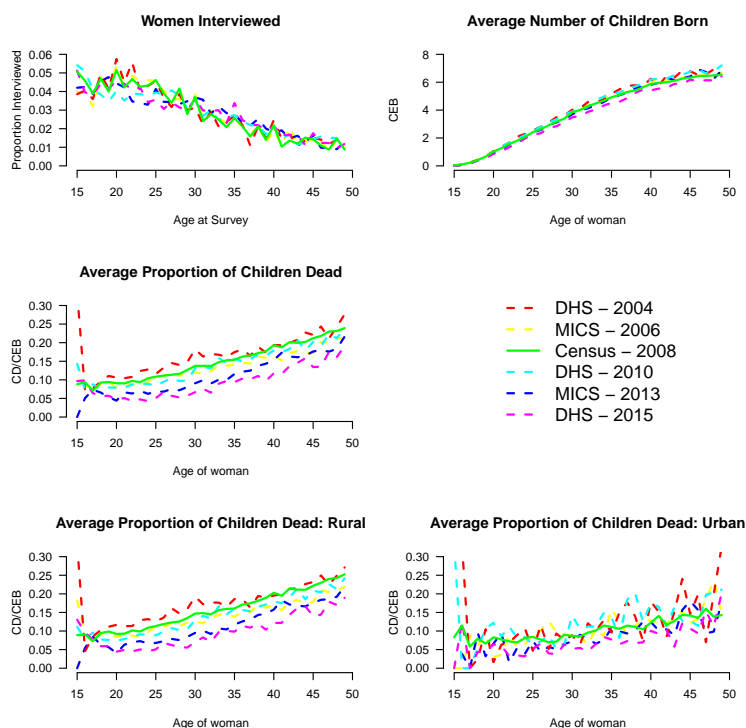 Women Interviewed
Proportion Interviewed
0.06
0.05
0.04
0.03
0.02
0.01
0.00
15 20 25 30 35 40 45 50
Age at Survey
Average Number of Children Born
CEB
8
6
4
2
0
15 20 25 30 35 40 45 50
Age of woman
Average Proportion of Children Dead
CD/CEB
0.30
0.25
0.20
0.15
0.10
0.05
0.00
15 20 25 30 35 40 45 50
Age of woman
DHS − 2004
MICS − 2006
Census − 2008
DHS − 2010
MICS − 2013
DHS − 2015
Average Proportion of Children Dead: Rural
CD/CEB
0.30
0.25
0.20
0.15
0.10
0.05
0.00
15 20 25 30 35 40 45 50
Age of woman
Average Proportion of Children Dead: Urban
CD/CEB
0.30
0.25
0.20
0.15
0.10
0.05
0.00
15 20 25 30 35 40 45 50
Age of woman